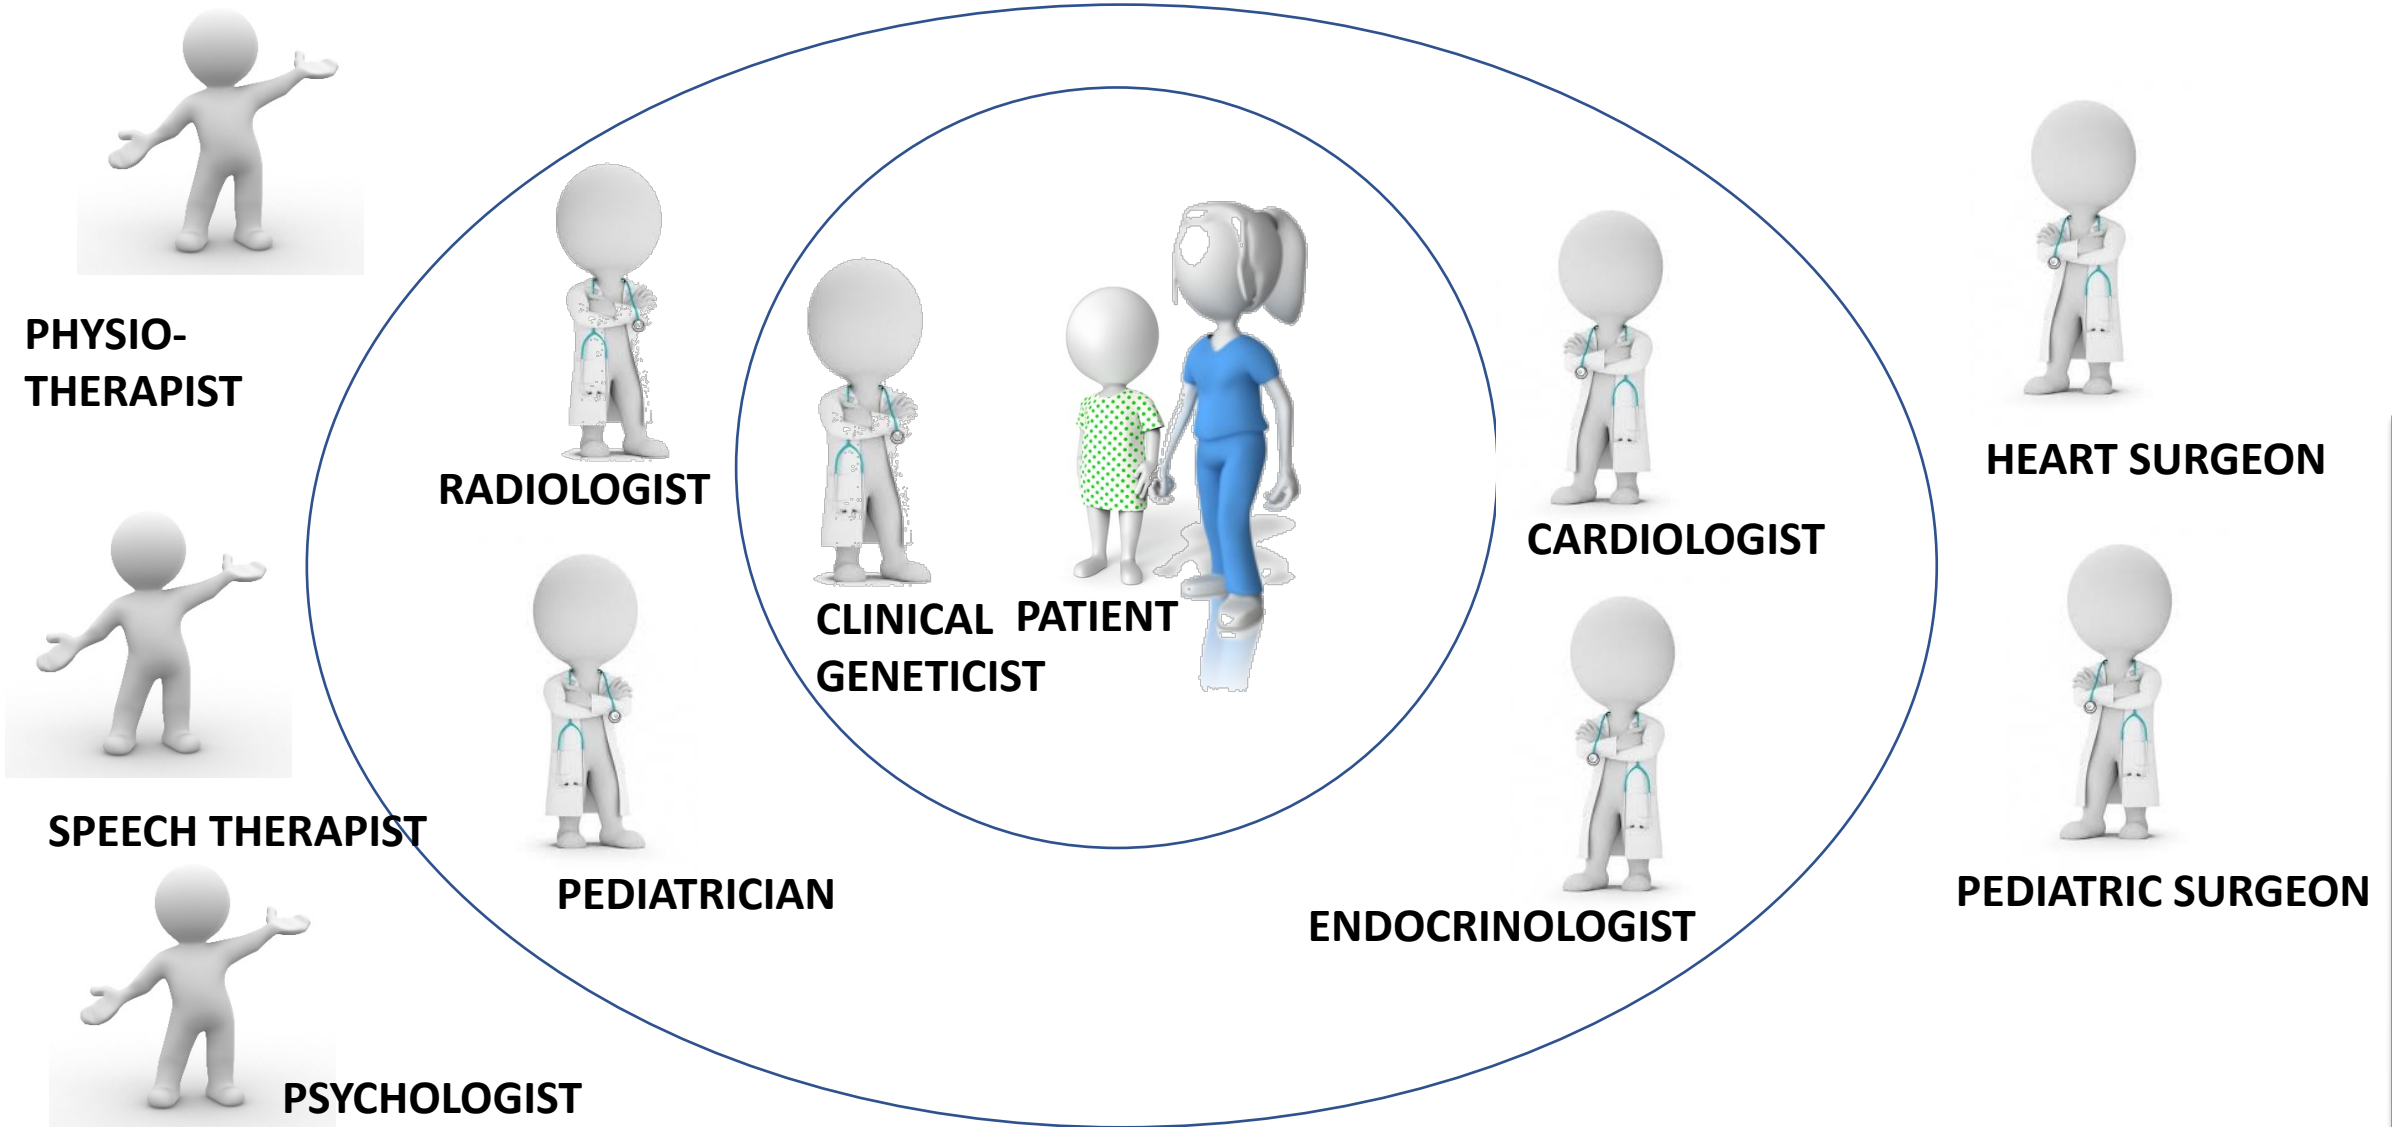 PHYSIO-
THERAPIST
RADIOLOGIST
HEART SURGEON
CARDIOLOGIST
CLINICAL PATIENT
GENETICIST
SPEECH THERAPIST
PEDIATRICIAN
PEDIATRIC SURGEON
ENDOCRINOLOGIST
PSYCHOLOGIST